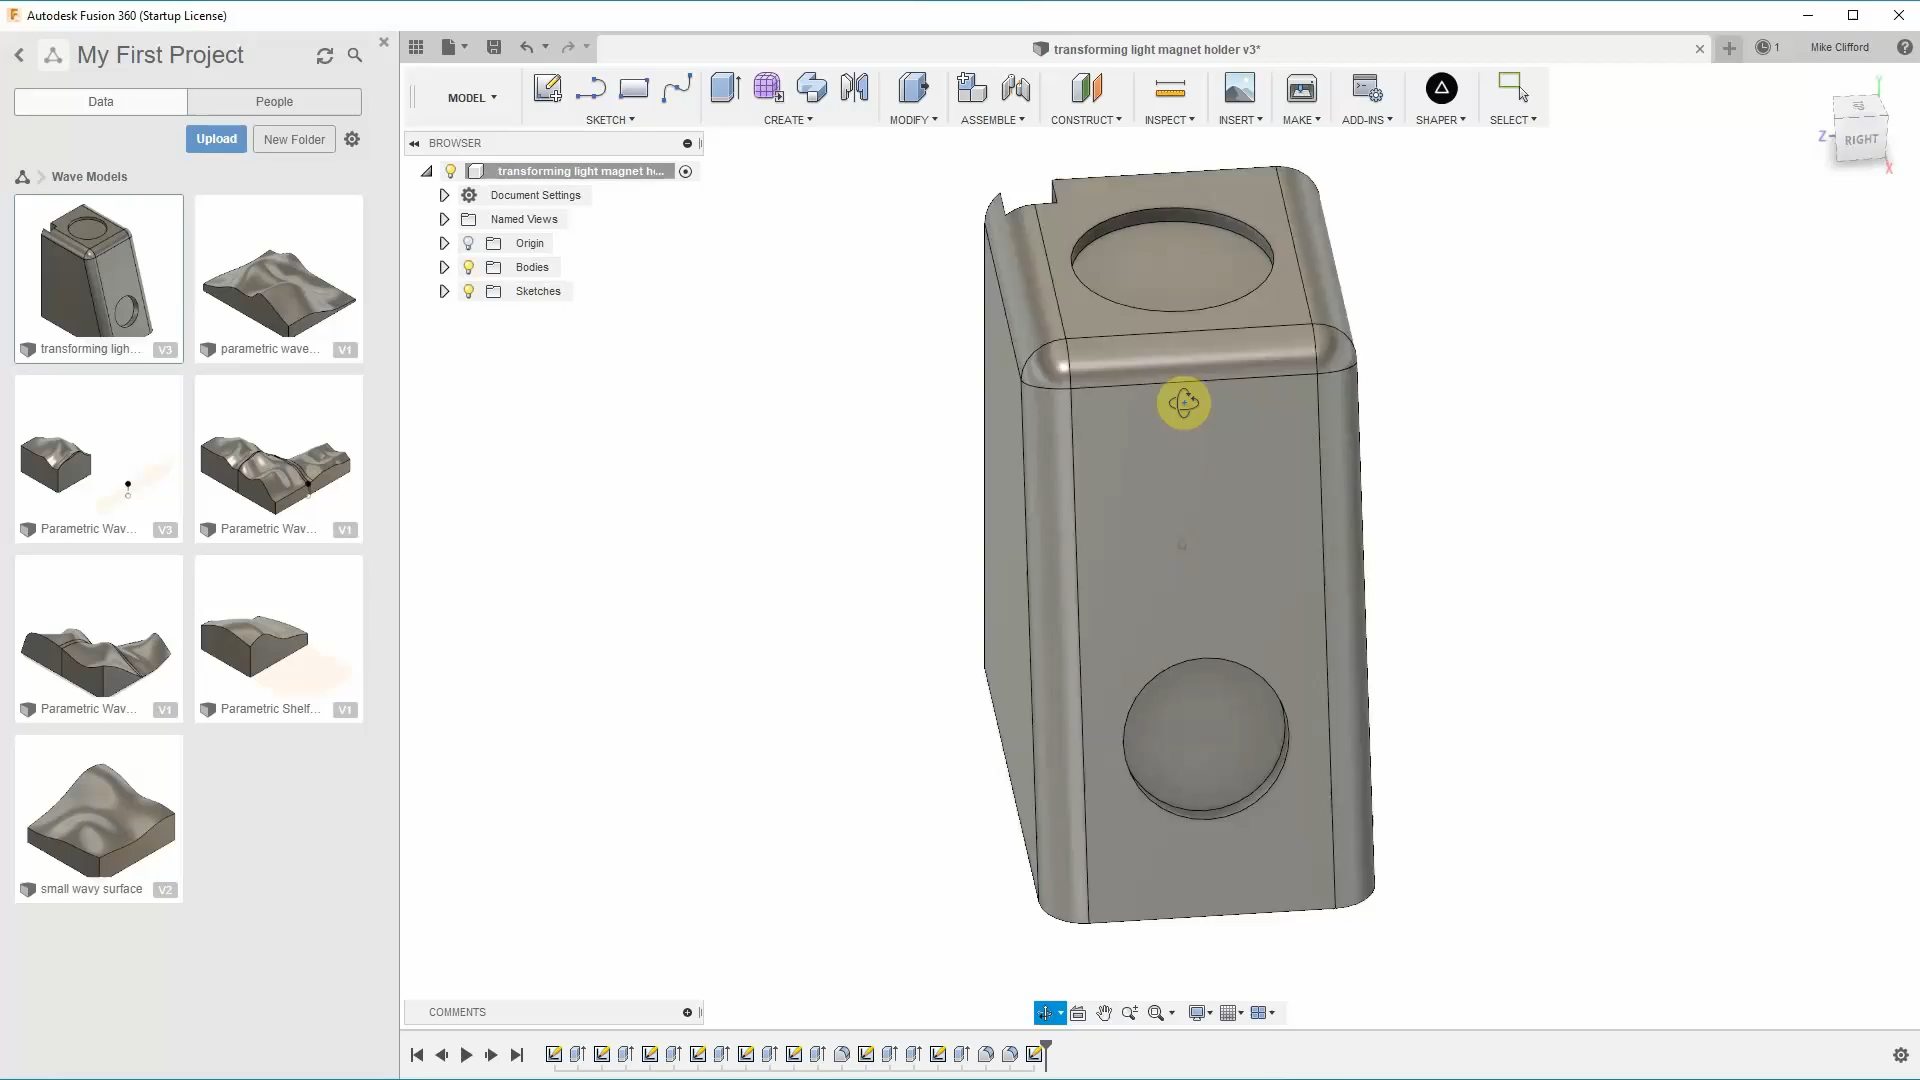 Autodesk Fusion 360 (Startup License)
My First Project
transforming light magnet holder v3*
1
Mike Clifford
Data
People
MODEL
SKETCH
CREATE
MODIFY
ASSEMBLE
CONSTRUCT
INSPECT
INSERT
MAKE
ADD-INS
SHAPER
SELECT
Upload
New Folder
BROWSER
Y
Z
RIGHT
X
Wave Models
transforming light magnet h...
Document Settings
Named Views
Origin
Bodies
Sketches
transforming ligh...
V3
parametric wave...
V1
Parametric Wav...
V3
Parametric Wav...
V1
Parametric Wav...
V1
Parametric Shelf...
V1
small wavy surface
V2
COMMENTS